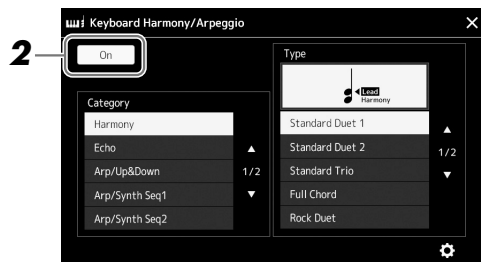 Keyboard Harmony/Arpeggio
2
On
Category
Harmony
Echo
Arp/Up&Down
Arp/Synth Seq1
Arp/Synth Seq2
1/2
Type
Lead
Harmony
Standard Duet 1
Standard Duet 2
Standard Trio
Full Chord
Rock Duet
1/2